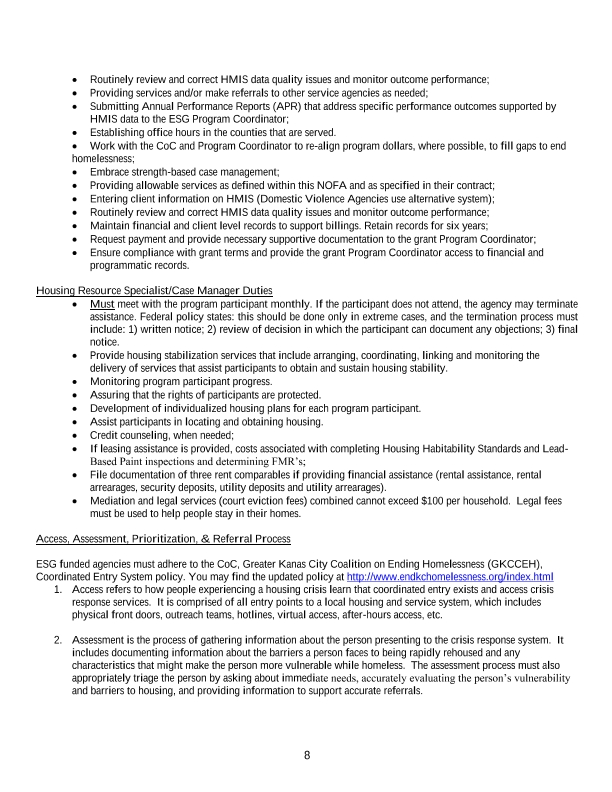 • Routinely review and correct HMIS data quality issues and monitor outcome performance;
• Providing services and/or make referrals to other service agencies as needed;
• Submitting Annual Performance Reports (APR) that address specific performance outcomes supported by
HMIS data to the ESG Program Coordinator;
• Establishing office hours in the counties that are served.
• Work with the CoC and Program Coordinator to re-align program dollars, where possible, to fill gaps to end
homelessness;
• Embrace strength-based case management;
• Providing allowable services as defined within this NOFA and as specified in their contract;
• Entering client information on HMIS (Domestic Violence Agencies use alternative system);
• Routinely review and correct HMIS data quality issues and monitor outcome performance;
• Maintain financial and client level records to support billings. Retain records for six years;
• Request payment and provide necessary supportive documentation to the grant Program Coordinator;
• Ensure compliance with grant terms and provide the grant Program Coordinator access to financial and
programmatic records.
Housing Resource Specialist/Case Manager Duties
• Must meet with the program participant monthly. If the participant does not attend, the agency may terminate
assistance. Federal policy states: this should be done only in extreme cases, and the termination process must
include: 1) written notice; 2) review of decision in which the participant can document any objections; 3) final
notice.
• Provide housing stabilization services that include arranging, coordinating, linking and monitoring the
delivery of services that assist participants to obtain and sustain housing stability.
• Monitoring program participant progress.
• Assuring that the rights of participants are protected.
• Development of individualized housing plans for each program participant.
• Assist participants in locating and obtaining housing.
• Credit counseling, when needed;
• If leasing assistance is provided, costs associated with completing Housing Habitability Standards and Lead-
Based Paint inspections and determining FMR’s;
• File documentation of three rent comparables if providing financial assistance (rental assistance, rental
arrearages, security deposits, utility deposits and utility arrearages).
• Mediation and legal services (court eviction fees) combined cannot exceed $100 per household. Legal fees
must be used to help people stay in their homes.
Access, Assessment, Prioritization, & Referral Process
ESG funded agencies must adhere to the CoC, Greater Kanas City Coalition on Ending Homelessness (GKCCEH),
Coordinated Entry System policy. You may find the updated policy at http://www.endkchomelessness.org/index.html
1. Access refers to how people experiencing a housing crisis learn that coordinated entry exists and access crisis
response services. It is comprised of all entry points to a local housing and service system, which includes
physical front doors, outreach teams, hotlines, virtual access, after-hours access, etc.
2. Assessment is the process of gathering information about the person presenting to the crisis response system. It
includes documenting information about the barriers a person faces to being rapidly rehoused and any
characteristics that might make the person more vulnerable while homeless. The assessment process must also
appropriately triage the person by asking about immediate needs, accurately evaluating the person’s vulnerability
and barriers to housing, and providing information to support accurate referrals.
8